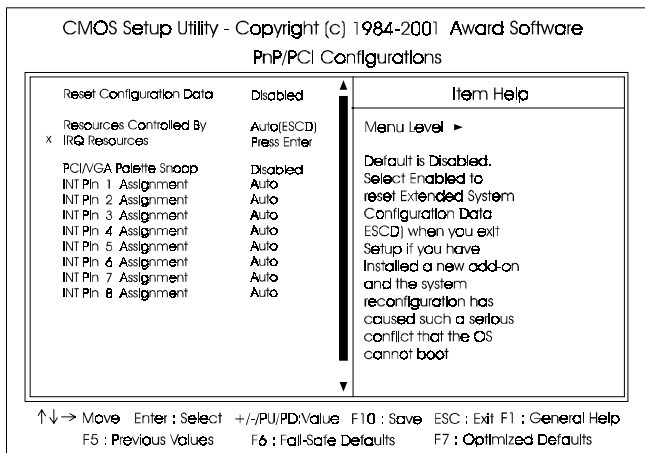 CMOS Setup Utility - Copyright (c) 1984-2001 Award Software
PnP/PCI Configurations
Reset Configuration Data Disabled
Resources Controlled By Auto(ESCD)
x IRQ Resources Press Enter
PCI/VGA Palette Snoop Disabled
INT Pin 1 Assignment Auto
INT Pin 2 Assignment Auto
INT Pin 3 Assignment Auto
INT Pin 4 Assignment Auto
INT Pin 5 Assignment Auto
INT Pin 6 Assignment Auto
INT Pin 7 Assignment Auto
INT Pin 8 Assignment Auto
Item Help
Menu Level ►
Default is Disabled.
Select Enabled to
reset Extended System
Configuration Data
ESCD) when you exit
Setup if you have
installed a new add-on
and the system
reconfiguration has
caused such a serious
conflict that the OS
cannot boot
↑↓→ Move Enter : Select +/-/PU/PD:Value F10 : Save ESC : Exit F1 : General Help
F5 : Previous Values F6 : Fail-Safe Defaults F7 : Optimized Defaults